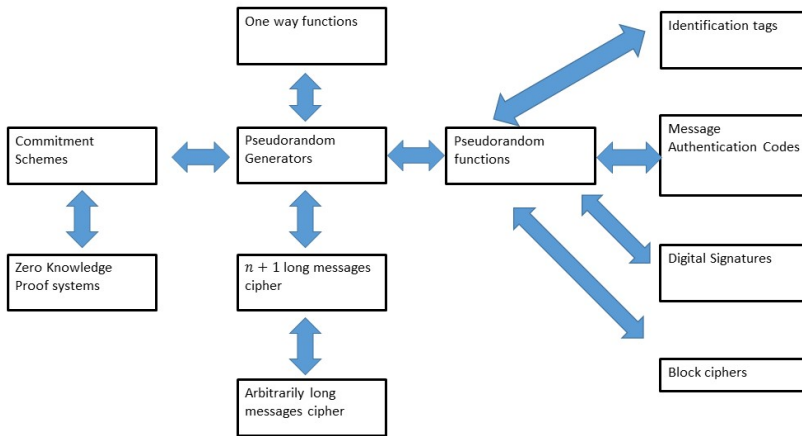 One way functions
Identification tags
Commitment
Schemes
Pseudorandom
Generators
Pseudorandom
functions
Message
Authentication Codes
Zero Knowledge
Proof systems
n + 1 long messages
cipher
Digital Signatures
Arbitrarily long
messages cipher
Block ciphers